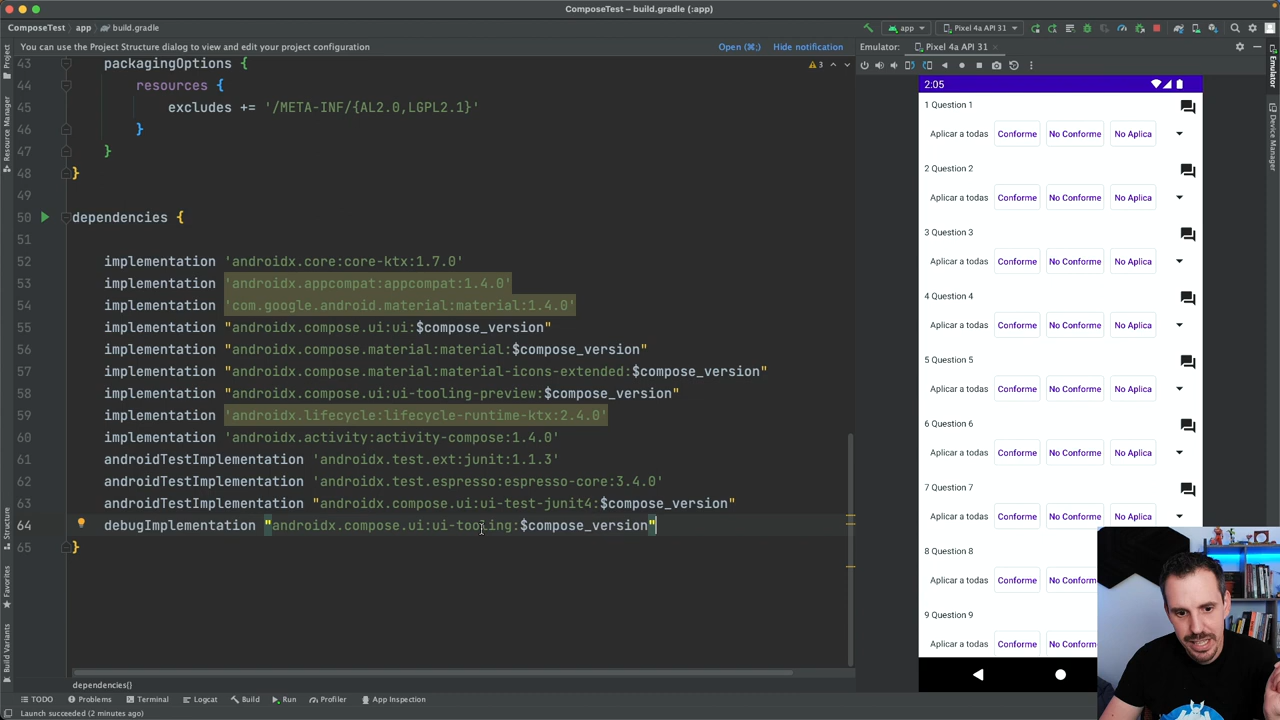 ComposeTest – build.gradle (:app)
ComposeTest
app
build.gradle
app
Pixel 4a API 31
You can use the Project Structure dialog to view and edit your project configuration
Open (⌘;)
Hide notification
Emulator:
Pixel 4a API 31
43 packagingOptions {
44 resources {
45 excludes += '/META-INF/{AL2.0,LGPL2.1}'
46 }
47 }
48 }
49
50 dependencies {
51
52 implementation 'androidx.core:core-ktx:1.7.0'
53 implementation 'androidx.appcompat:appcompat:1.4.0'
54 implementation 'com.google.android.material:material:1.4.0'
55 implementation "androidx.compose.ui:ui:$compose_version"
56 implementation "androidx.compose.material:material:$compose_version"
57 implementation "androidx.compose.material:material-icons-extended:$compose_version"
58 implementation "androidx.compose.ui:ui-tooling-preview:$compose_version"
59 implementation 'androidx.lifecycle:lifecycle-runtime-ktx:2.4.0'
60 implementation 'androidx.activity:activity-compose:1.4.0'
61 androidTestImplementation 'androidx.test.ext:junit:1.1.3'
62 androidTestImplementation 'androidx.test.espresso:espresso-core:3.4.0'
63 androidTestImplementation "androidx.compose.ui:ui-test-junit4:$compose_version"
64 debugImplementation "androidx.compose.ui:ui-tooling:$compose_version"
65 }
3
dependencies{}
Project
Resource Manager
Structure
Favorites
Build Variants
Emulator
Device Manager
2:05
1 Question 1
Aplicar a todas Conforme No Conforme No Aplica
2 Question 2
Aplicar a todas Conforme No Conforme No Aplica
3 Question 3
Aplicar a todas Conforme No Conforme No Aplica
4 Question 4
Aplicar a todas Conforme No Conforme No Aplica
5 Question 5
Aplicar a todas Conforme No Conforme No Aplica
6 Question 6
Aplicar a todas Conforme No Conforme No Aplica
7 Question 7
Aplicar a todas Conforme No Conforme No Aplica
8 Question 8
Aplicar a todas Conforme No Conforme
9 Question 9
Aplicar a todas Conforme No Conforme
TODO Problems Terminal Logcat Build Run Profiler App Inspection
Launch succeeded (2 minutes ago)